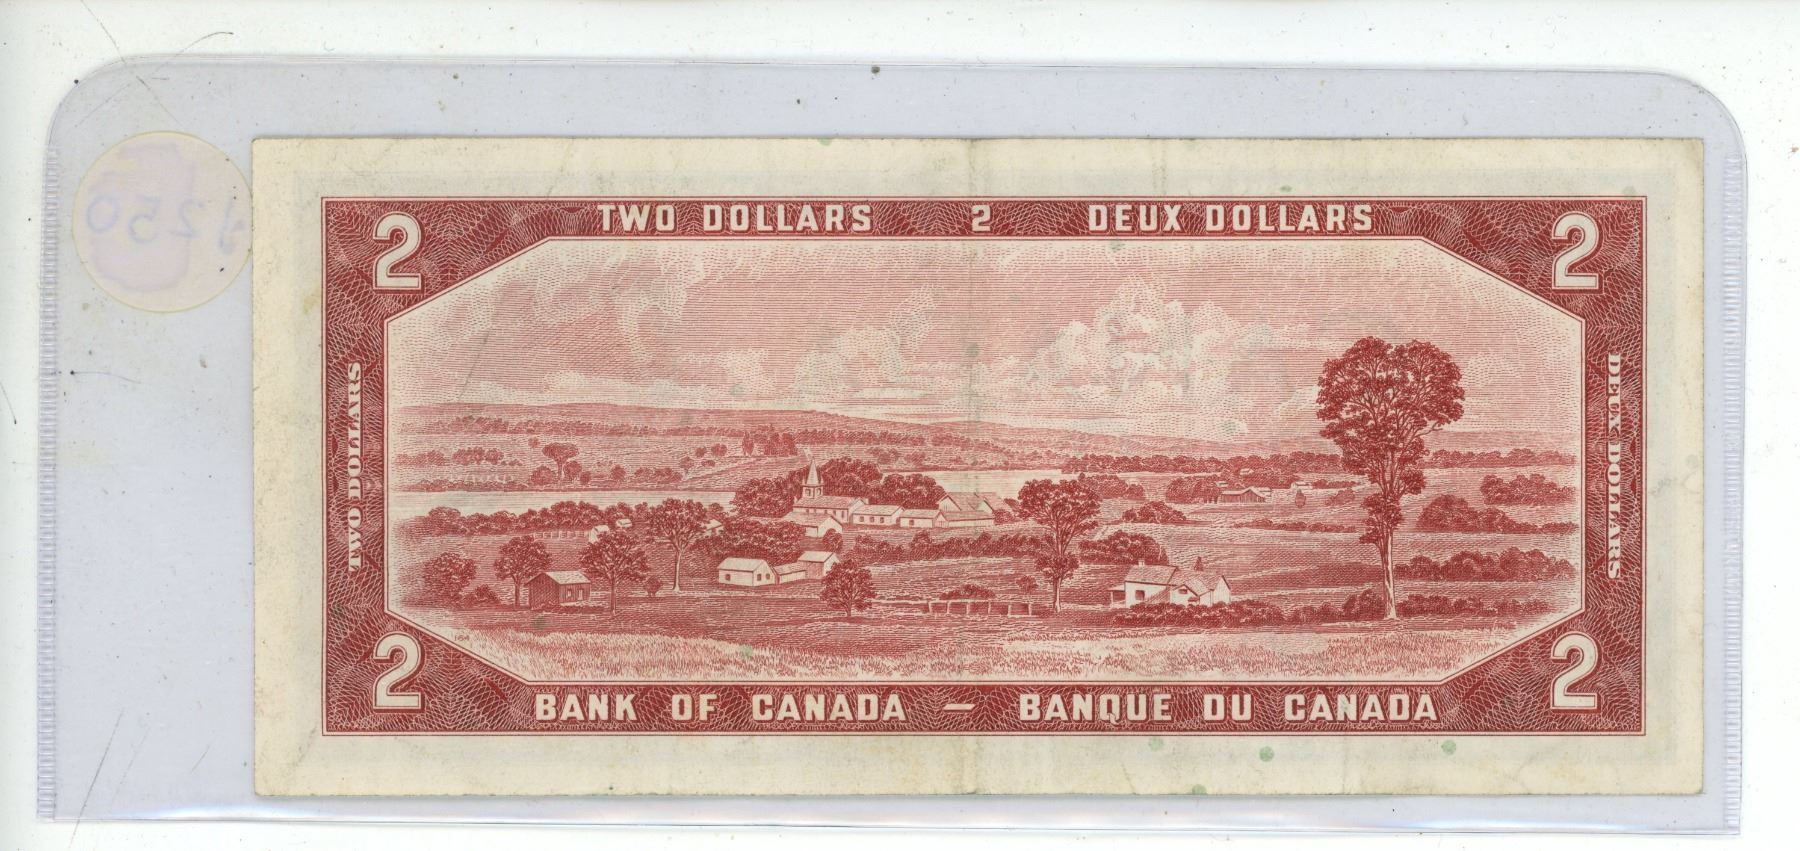 TWO DOLLARS 2 DEUX DOLLARS
2 2
TWO DOLLARS
DEUX DOLLARS
$250
2 2
BANK OF CANADA — BANQUE DU CANADA